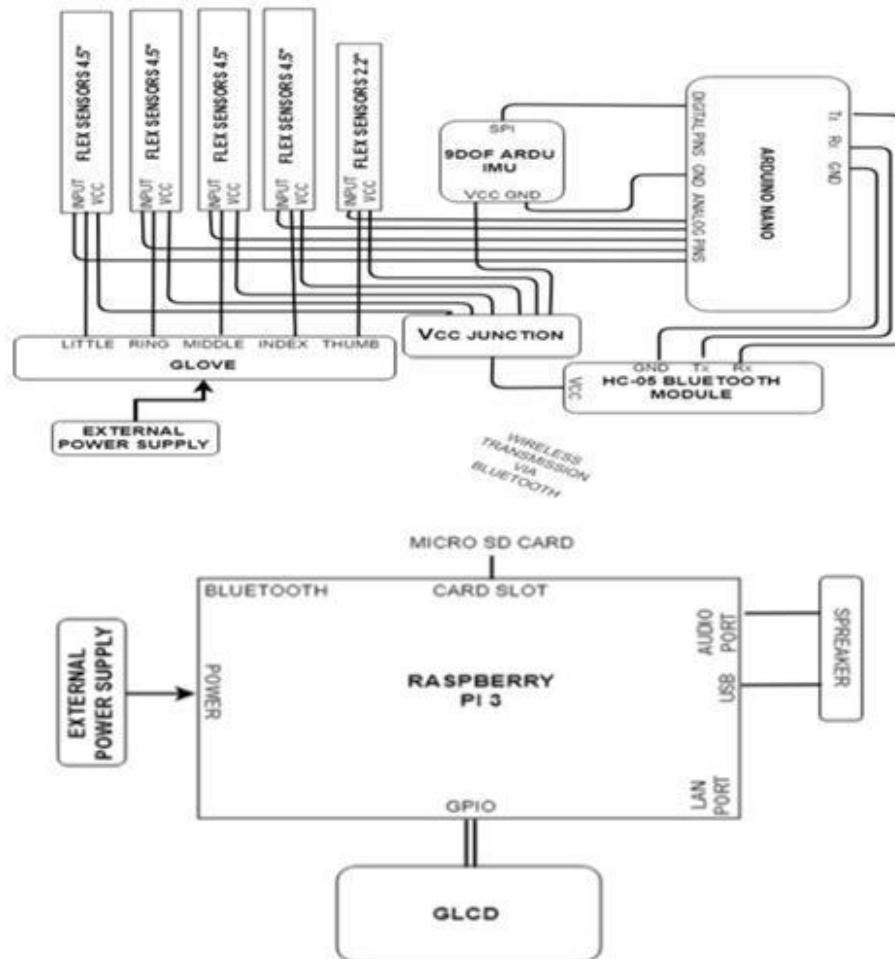 FLEX SENSORS 4.5"
INPUT
VCC
FLEX SENSORS 4.5"
INPUT
VCC
FLEX SENSORS 4.5"
INPUT
VCC
FLEX SENSORS 4.5"
INPUT
VCC
FLEX SENSORS 2.2"
INPUT
VCC
SPI
9DOF ARDU
IMU
VCC GND
DIGITAL PINS
GND
ANALOG PINS
ARDUINO NANO
Tx
Rx
GND
LITTLE RING MIDDLE INDEX THUMB
GLOVE
VCC JUNCTION
EXTERNAL
POWER SUPPLY
GND Tx Rx
VCC
HC-05 BLUETOOTH
MODULE
WIRELESS
TRANSMISSION
VIA
BLUETOOTH
MICRO SD CARD
BLUETOOTH
CARD SLOT
EXTERNAL
POWER SUPPLY
POWER
RASPBERRY
PI 3
AUDIO
PORT
USB
SPREAKER
LAN
PORT
GPIO
GLCD